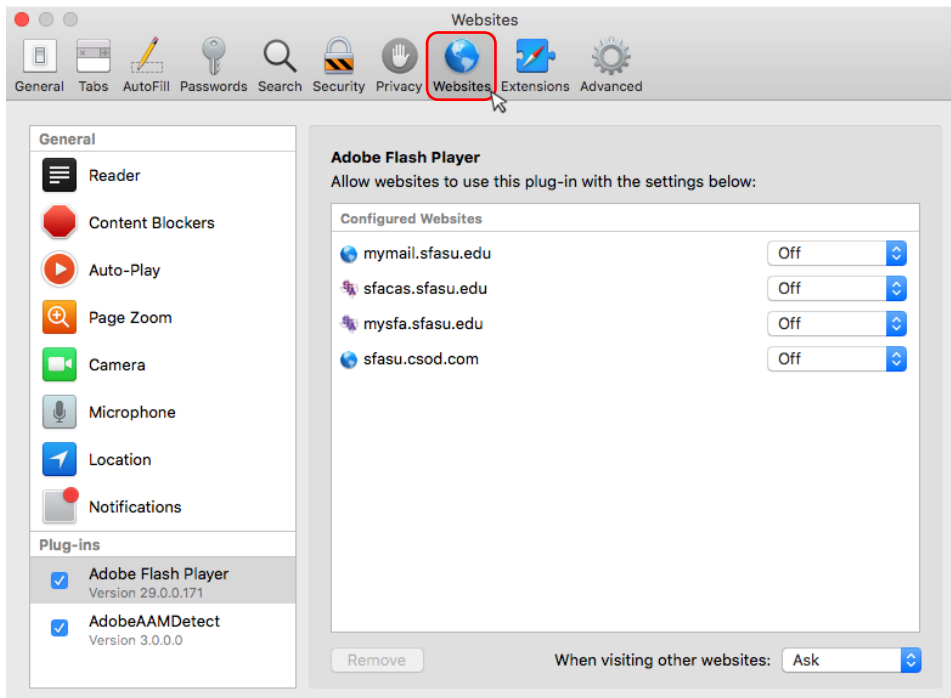 Websites
General Tabs AutoFill Passwords Search Security Privacy Websites Extensions Advanced
General
Reader
Content Blockers
Auto-Play
Page Zoom
Camera
Microphone
Location
Notifications
Plug-ins
Adobe Flash Player
Version 29.0.0.171
AdobeAAMDetect
Version 3.0.0.0
Adobe Flash Player
Allow websites to use this plug-in with the settings below:
Configured Websites
mymail.sfasu.edu Off
sfacas.sfasu.edu Off
mysfa.sfasu.edu Off
sfasu.csod.com Off
Remove When visiting other websites: Ask